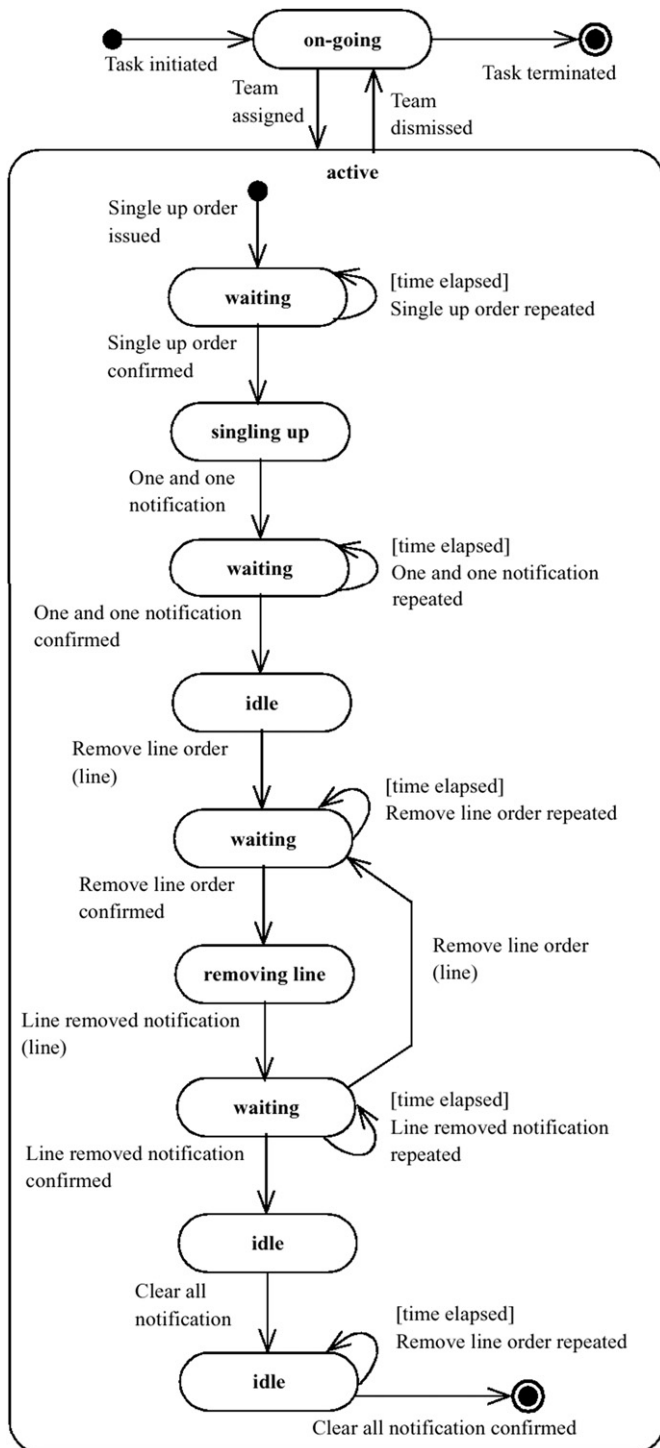 on-going
Task initiated
Task terminated
Team
assigned
Team
dismissed
active
Single up order
issued
waiting
[time elapsed]
Single up order repeated
Single up order
confirmed
singling up
One and one
notification
waiting
[time elapsed]
One and one notification
repeated
One and one notification
confirmed
idle
Remove line order
(line)
waiting
[time elapsed]
Remove line order repeated
Remove line order
confirmed
removing line
Remove line order
(line)
Line removed notification
(line)
waiting
[time elapsed]
Line removed notification
repeated
Line removed notification
confirmed
idle
Clear all
notification
idle
[time elapsed]
Remove line order repeated
Clear all notification confirmed